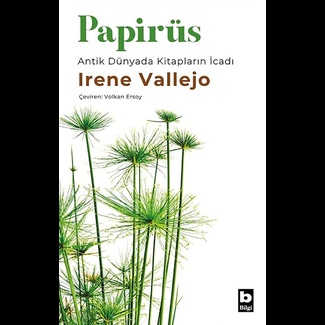 Papirüs
Antik Dünyada Kitapların İcadı
Irene Vallejo
Çeviren: Volkan Ersoy
b
Bilgi